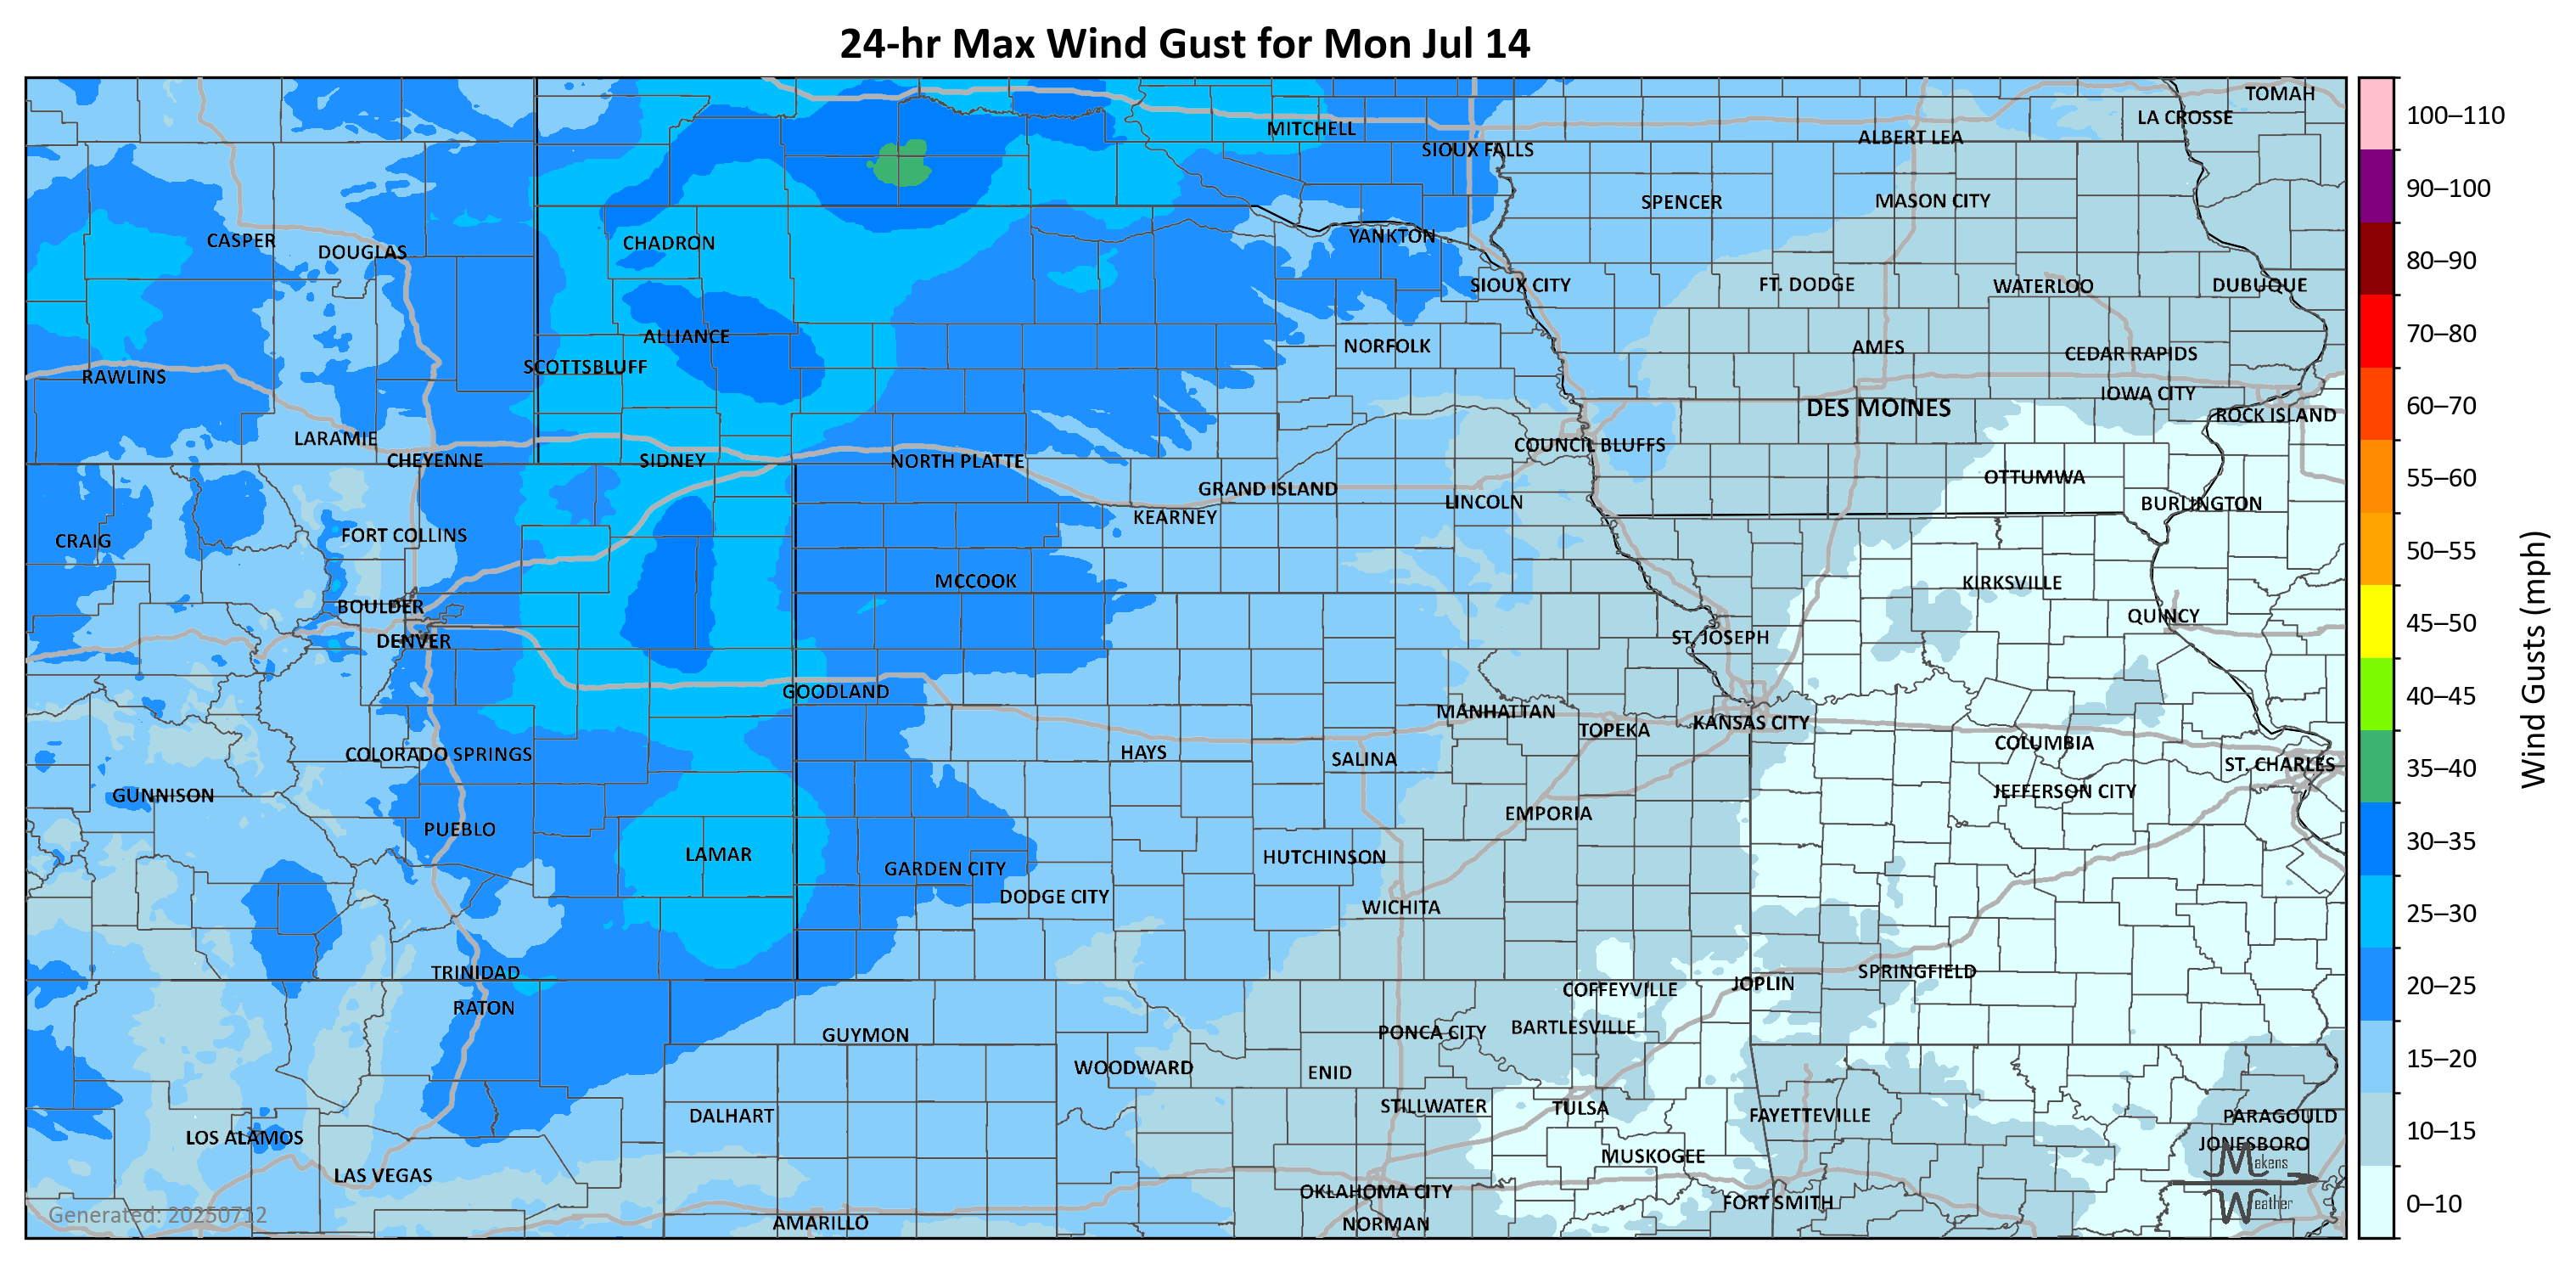 24-hr Max Wind Gust for Mon Jul 14
TOMAH
LA CROSSE
MITCHELL
ALBERT LEA
SIOUX FALLS
SPENCER
MASON CITY
CASPER
DOUGLAS
CHADRON
YANKTON
SIOUX CITY
FT. DODGE
WATERLOO
DUBUQUE
ALLIANCE
NORFOLK
AMES
CEDAR RAPIDS
SCOTTSBLUFF
RAWLINS
IOWA CITY
DES MOINES
ROCK ISLAND
LARAMIE
COUNCIL BLUFFS
CHEYENNE
SIDNEY
NORTH PLATTE
OTTUMWA
GRAND ISLAND
LINCOLN
BURLINGTON
KEARNEY
CRAIG
FORT COLLINS
MCCOOK
KIRKSVILLE
BOULDER
QUINCY
DENVER
ST. JOSEPH
GOODLAND
MANHATTAN
TOPEKA
KANSAS CITY
COLUMBIA
COLORADO SPRINGS
HAYS
SALINA
ST. CHARLES
GUNNISON
JEFFERSON CITY
EMPORIA
PUEBLO
LAMAR
HUTCHINSON
GARDEN CITY
DODGE CITY
WICHITA
TRINIDAD
SPRINGFIELD
JOPLIN
COFFEYVILLE
RATON
GUYMON
PONCA CITY
BARTLESVILLE
WOODWARD
ENID
DALHART
STILLWATER
TULSA
FAYETTEVILLE
PARAGOULD
LOS ALAMOS
JONESBORO
LAS VEGAS
MUSKOGEE
OKLAHOMA CITY
FORT SMITH
AMARILLO
NORMAN
Generated: 20250712
Makens
Weather
100–110
90–100
80–90
70–80
60–70
55–60
50–55
45–50
40–45
35–40
30–35
25–30
20–25
15–20
10–15
0–10
Wind Gusts (mph)